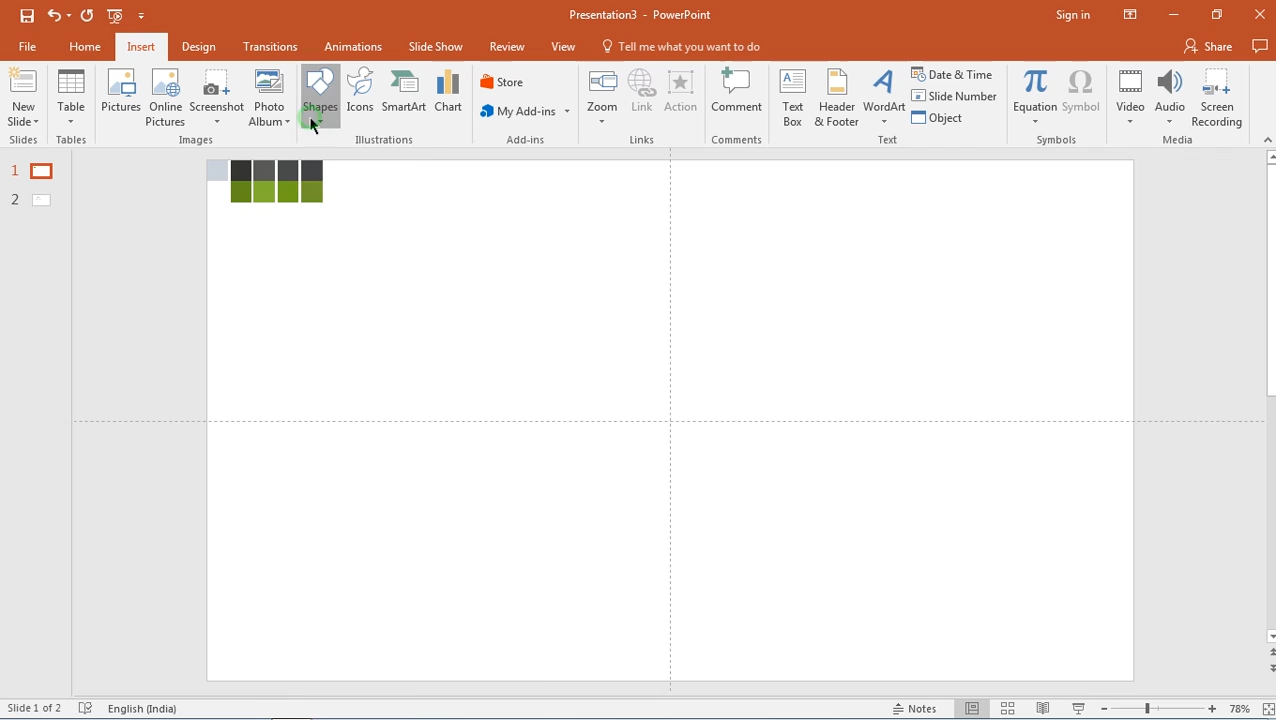 Presentation3 - PowerPoint
Sign in
File Home Insert Design Transitions Animations Slide Show Review View Tell me what you want to do Share
New Slide
Table
Pictures
Online Pictures
Screenshot
Photo Album
Shapes
Icons
SmartArt
Chart
Store
My Add-ins
Zoom
Link
Action
Comment
Text Box
Header & Footer
WordArt
Date & Time
Slide Number
Object
Equation
Symbol
Video
Audio
Screen Recording
Slides Tables Images Illustrations Add-ins Links Comments Text Symbols Media
1
2
Slide 1 of 2 English (India) Notes 78%